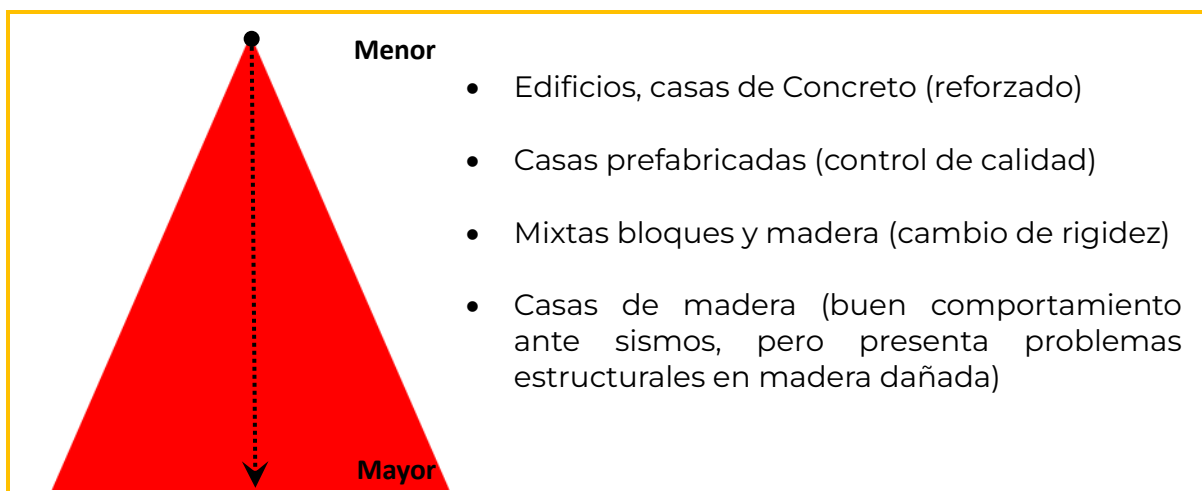 Menor
• Edificios, casas de Concreto (reforzado)
• Casas prefabricadas (control de calidad)
• Mixtas bloques y madera (cambio de rigidez)
• Casas de madera (buen comportamiento
ante sismos, pero presenta problemas
estructurales en madera dañada)
Mayor